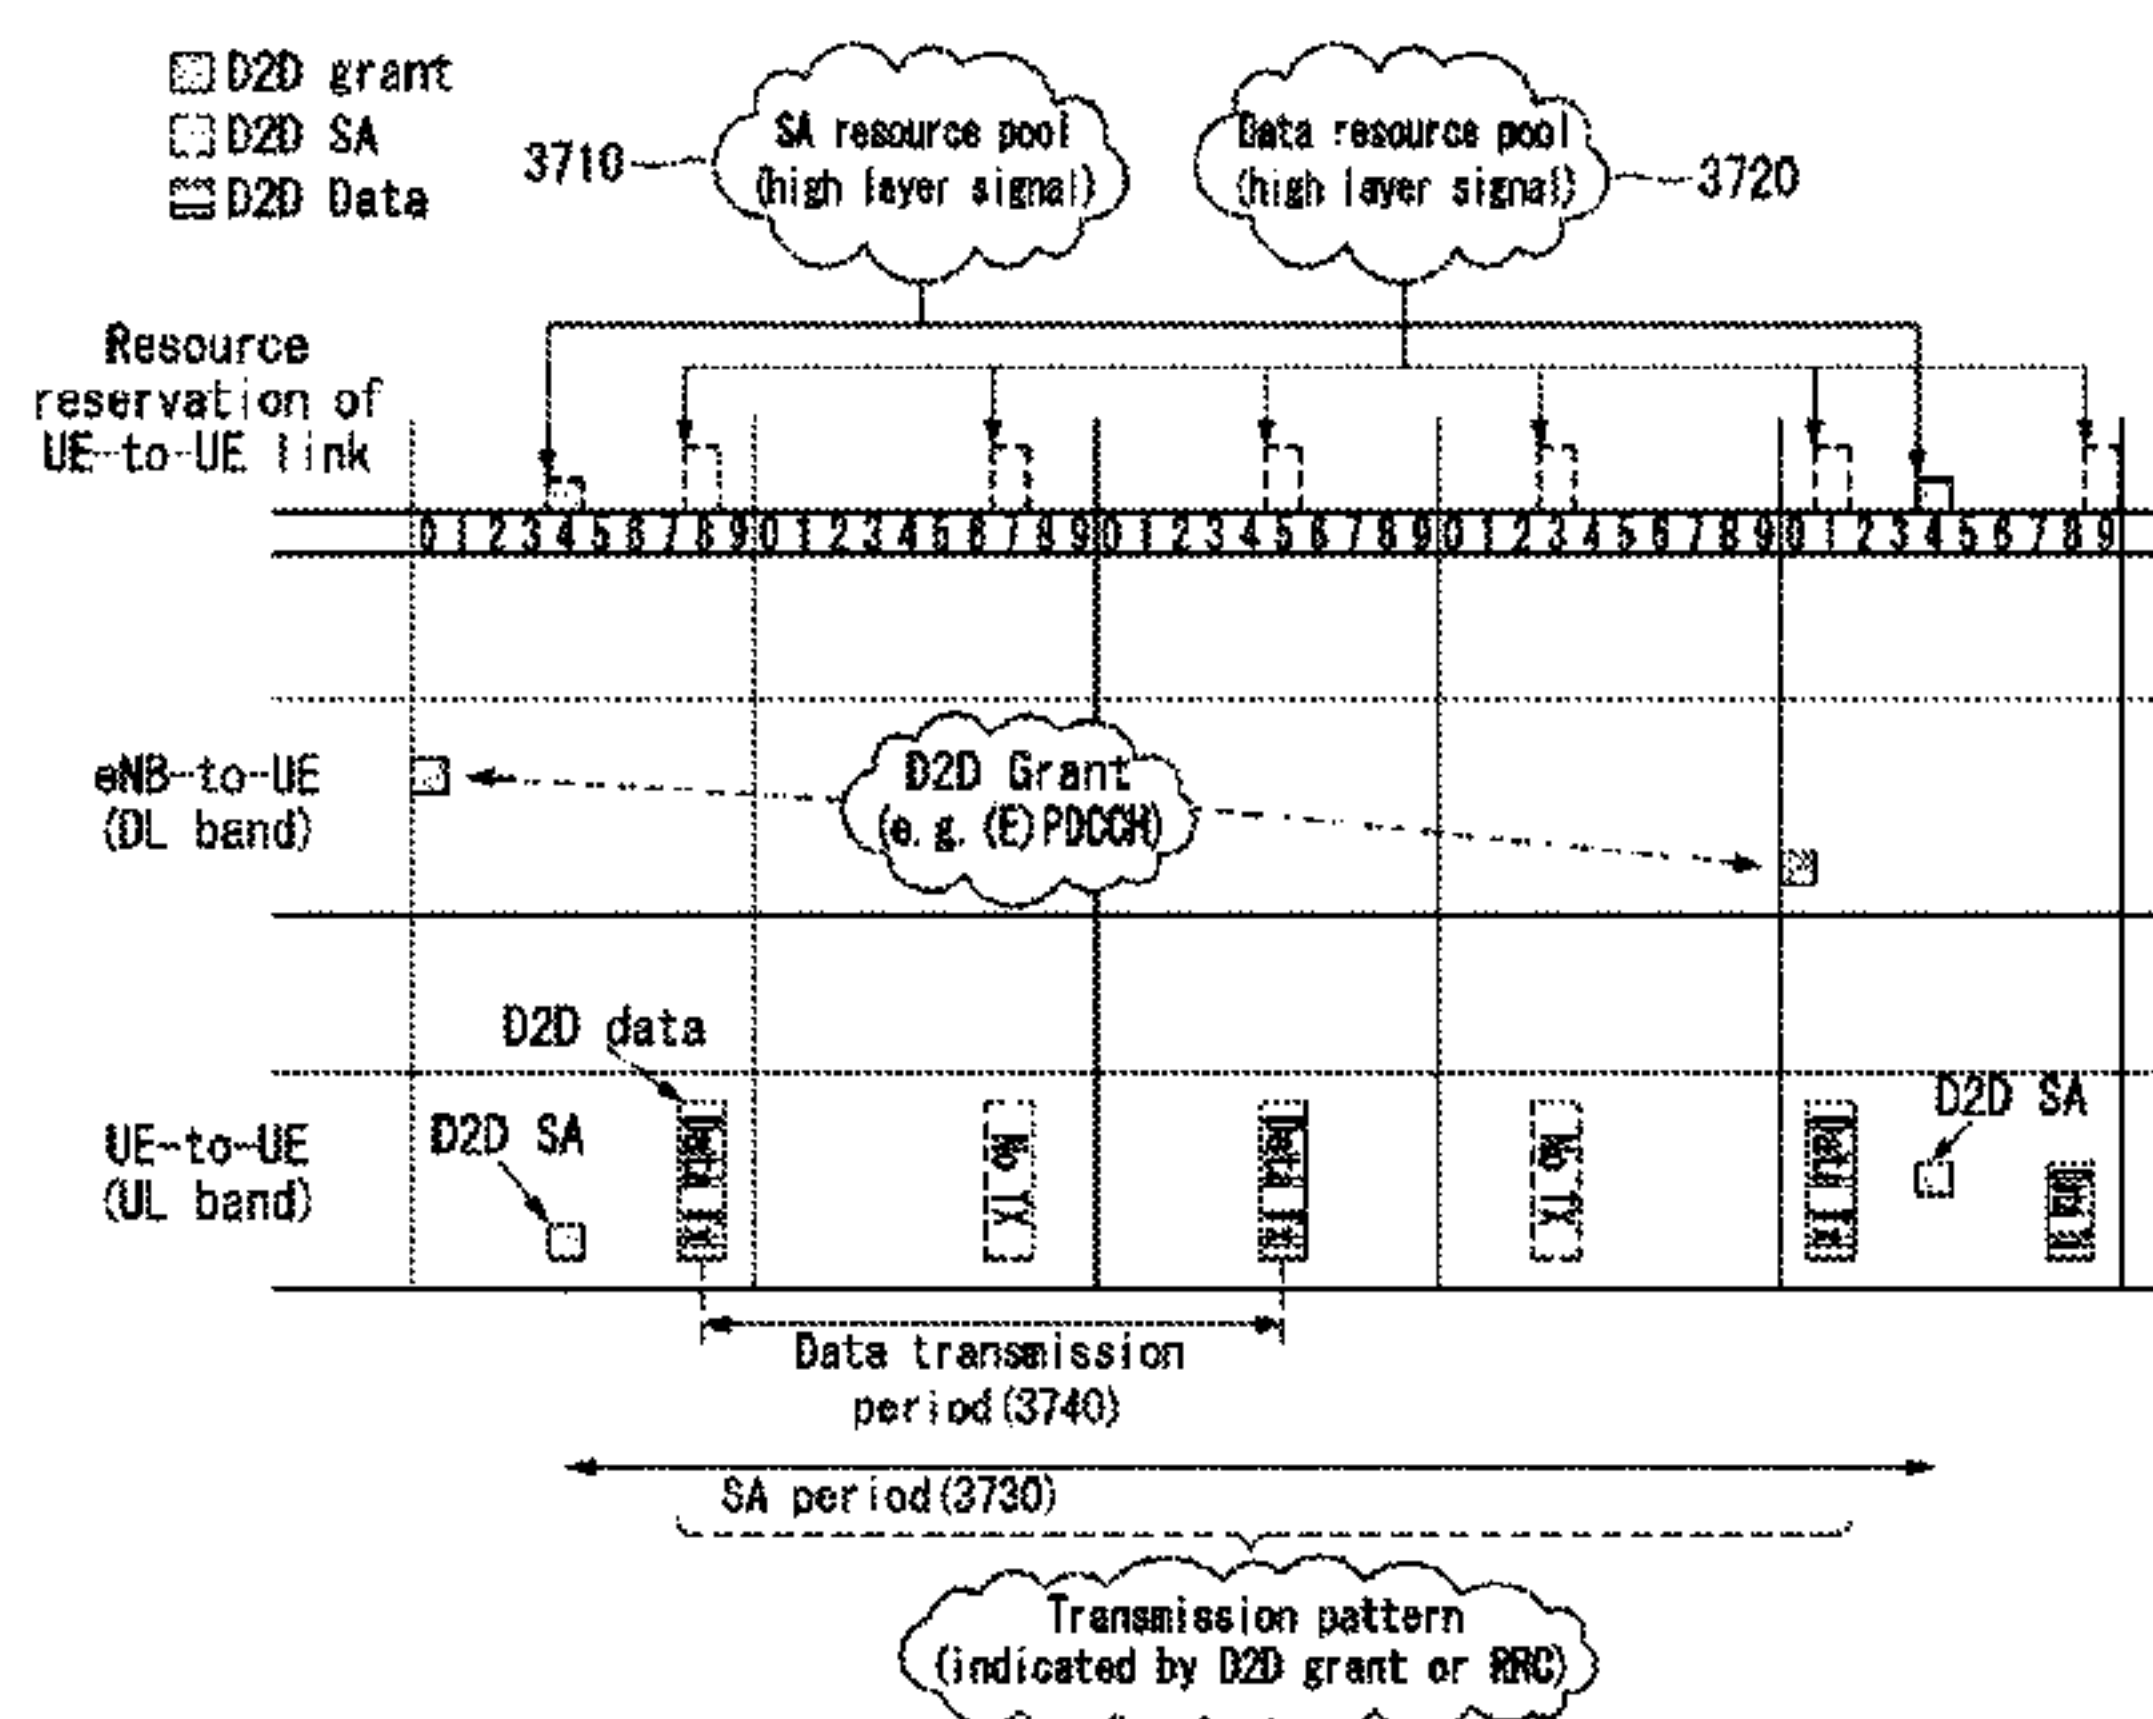 D2D grant
D2D SA
D2D Data
SA resource pool
(high layer signal)
3710
Data resource pool
(high layer signal)
3720
Resource
reservation of
UE-to-UE link
0 1 2 3 4 5 6 7 8 9 0 1 2 3 4 5 6 7 8 9 0 1 2 3 4 5 6 7 8 9 0 1 2 3 4 5 6 7 8 9 0 1 2 3 4 5 6 7 8 9
eNB-to-UE
(DL band)
D2D Grant
(e.g. (E)PDCCH)
D2D data
D2D SA
D2D SA
UE-to-UE
(UL band)
Data TX
No TX
Data TX
No TX
Data TX
Data transmission
period(3740)
SA period(3730)
Transmission pattern
(indicated by D2D grant or RRC)